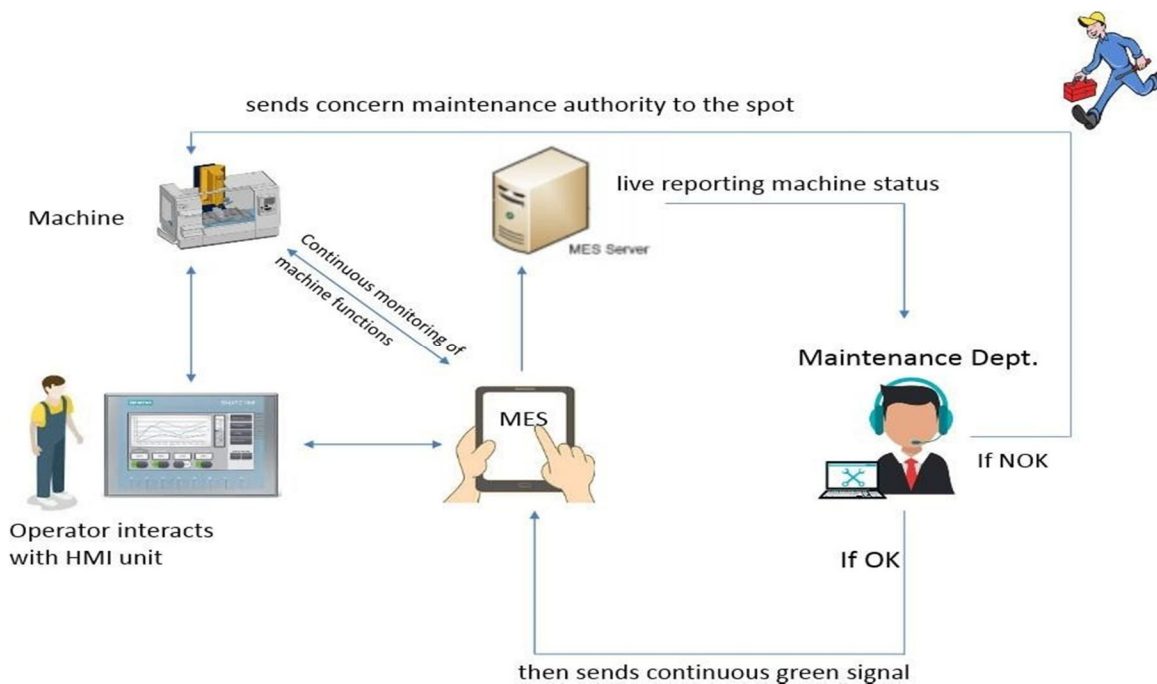 sends concern maintenance authority to the spot
Machine
live reporting machine status
MES Server
Continuous monitoring of
machine functions
Maintenance Dept.
SIEMENS
MES
If NOK
Operator interacts
with HMI unit
If OK
then sends continuous green signal